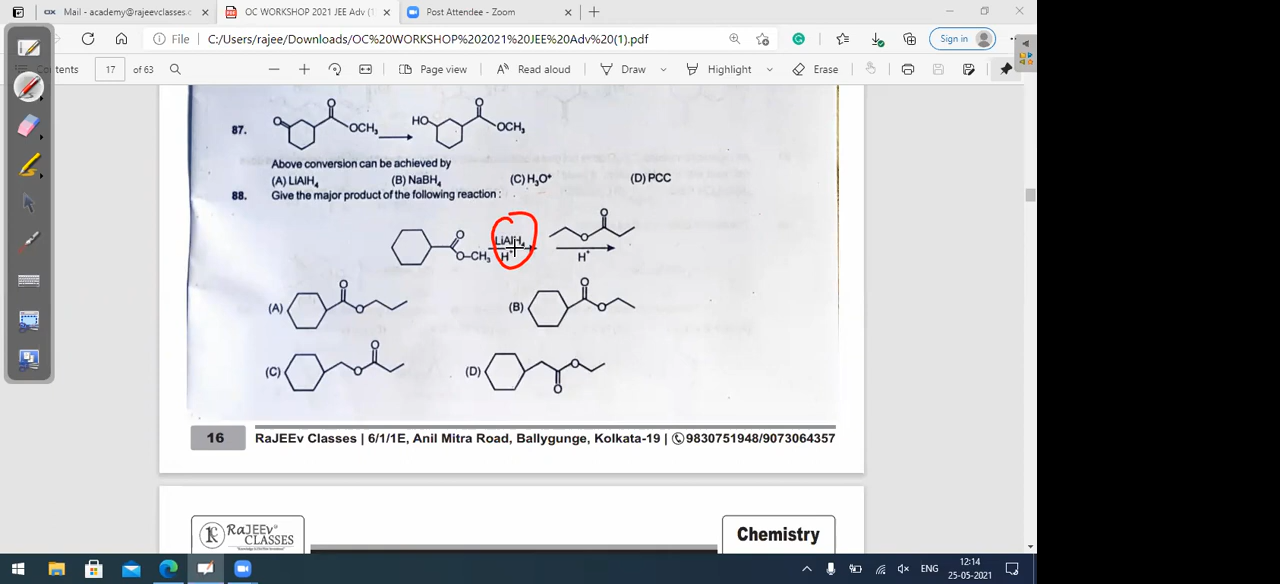 Mail - academy@rajeevclasses.c
OC WORKSHOP 2021 JEE Adv (1
Post Attendee - Zoom
File
C:/Users/rajee/Downloads/OC%20WORKSHOP%202021%20JEE%20Adv%20(1).pdf
Sign in
ntents
17
of 63
Page view
Read aloud
Draw
Highlight
Erase
87.
O
O
OCH3
HO
O
OCH3
Above conversion can be achieved by
(A) LiAlH4
(B) NaBH4
(C) H3O+
(D) PCC
88.
Give the major product of the following reaction :
O
O–CH3
LiAlH4
H+
O
O
H+
(A)
O
O
(B)
O
O
(C)
O
O
(D)
O
O
16
RaJEEv Classes | 6/1/1E, Anil Mitra Road, Ballygunge, Kolkata-19 | 9830751948/9073064357
RaJEEv
CLASSES
Chemistry
ENG
12:14
25-05-2021